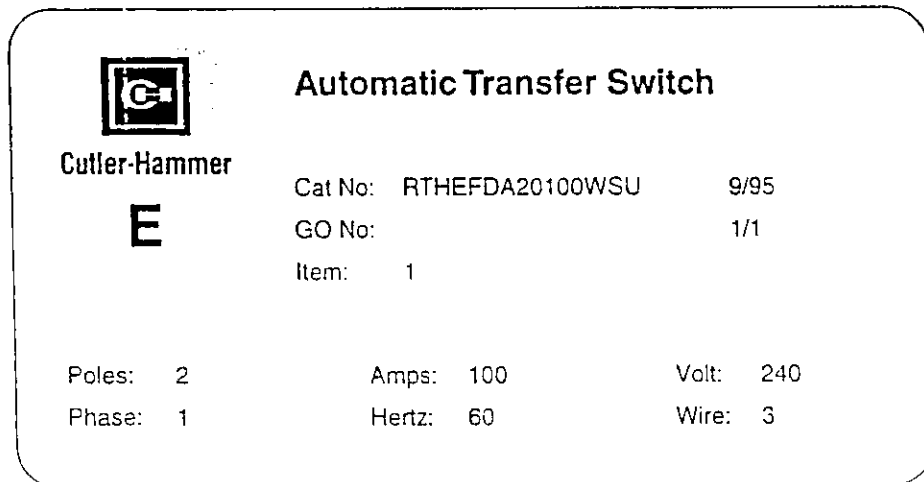 Automatic Transfer Switch
Cutler-Hammer
E
Cat No: RTHEFDA20100WSU 9/95
GO No: 1/1
Item: 1
Poles: 2 Amps: 100 Volt: 240
Phase: 1 Hertz: 60 Wire: 3